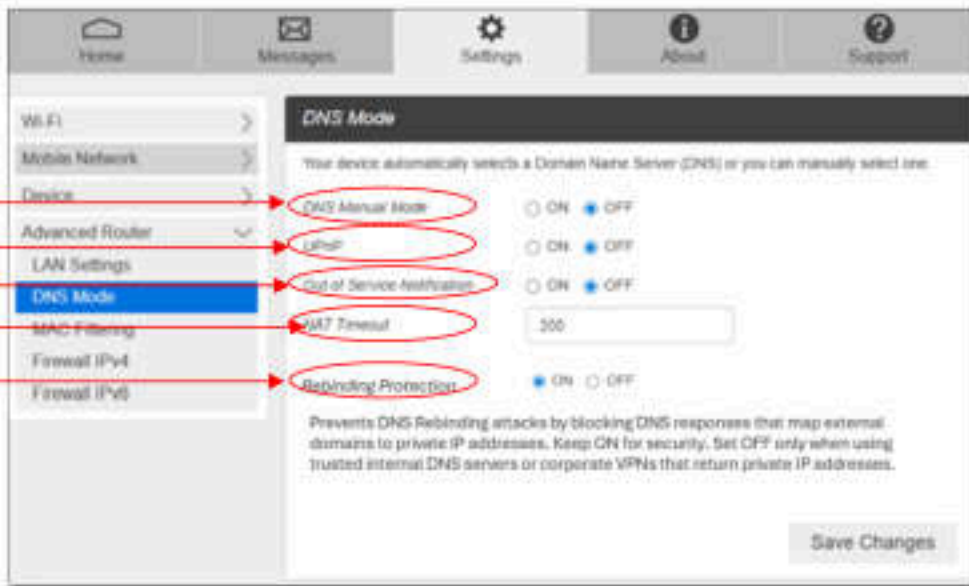 Home
Messages
Settings
About
Support
Wi-Fi
Mobile Network
Device
Advanced Router
LAN Settings
DNS Mode
MAC Filtering
Firewall IPv4
Firewall IPv6
DNS Mode
Your device automatically selects a Domain Name Server (DNS) or you can manually select one.
DNS Manual Mode ON OFF
UPnP ON OFF
Out of Service Notification ON OFF
NAT Timeout
Rebinding Protection ON OFF
Prevents DNS Rebinding attacks by blocking DNS responses that map external
domains to private IP addresses. Keep ON for security. Set OFF only when using
trusted internal DNS servers or corporate VPNs that return private IP addresses.
Save Changes